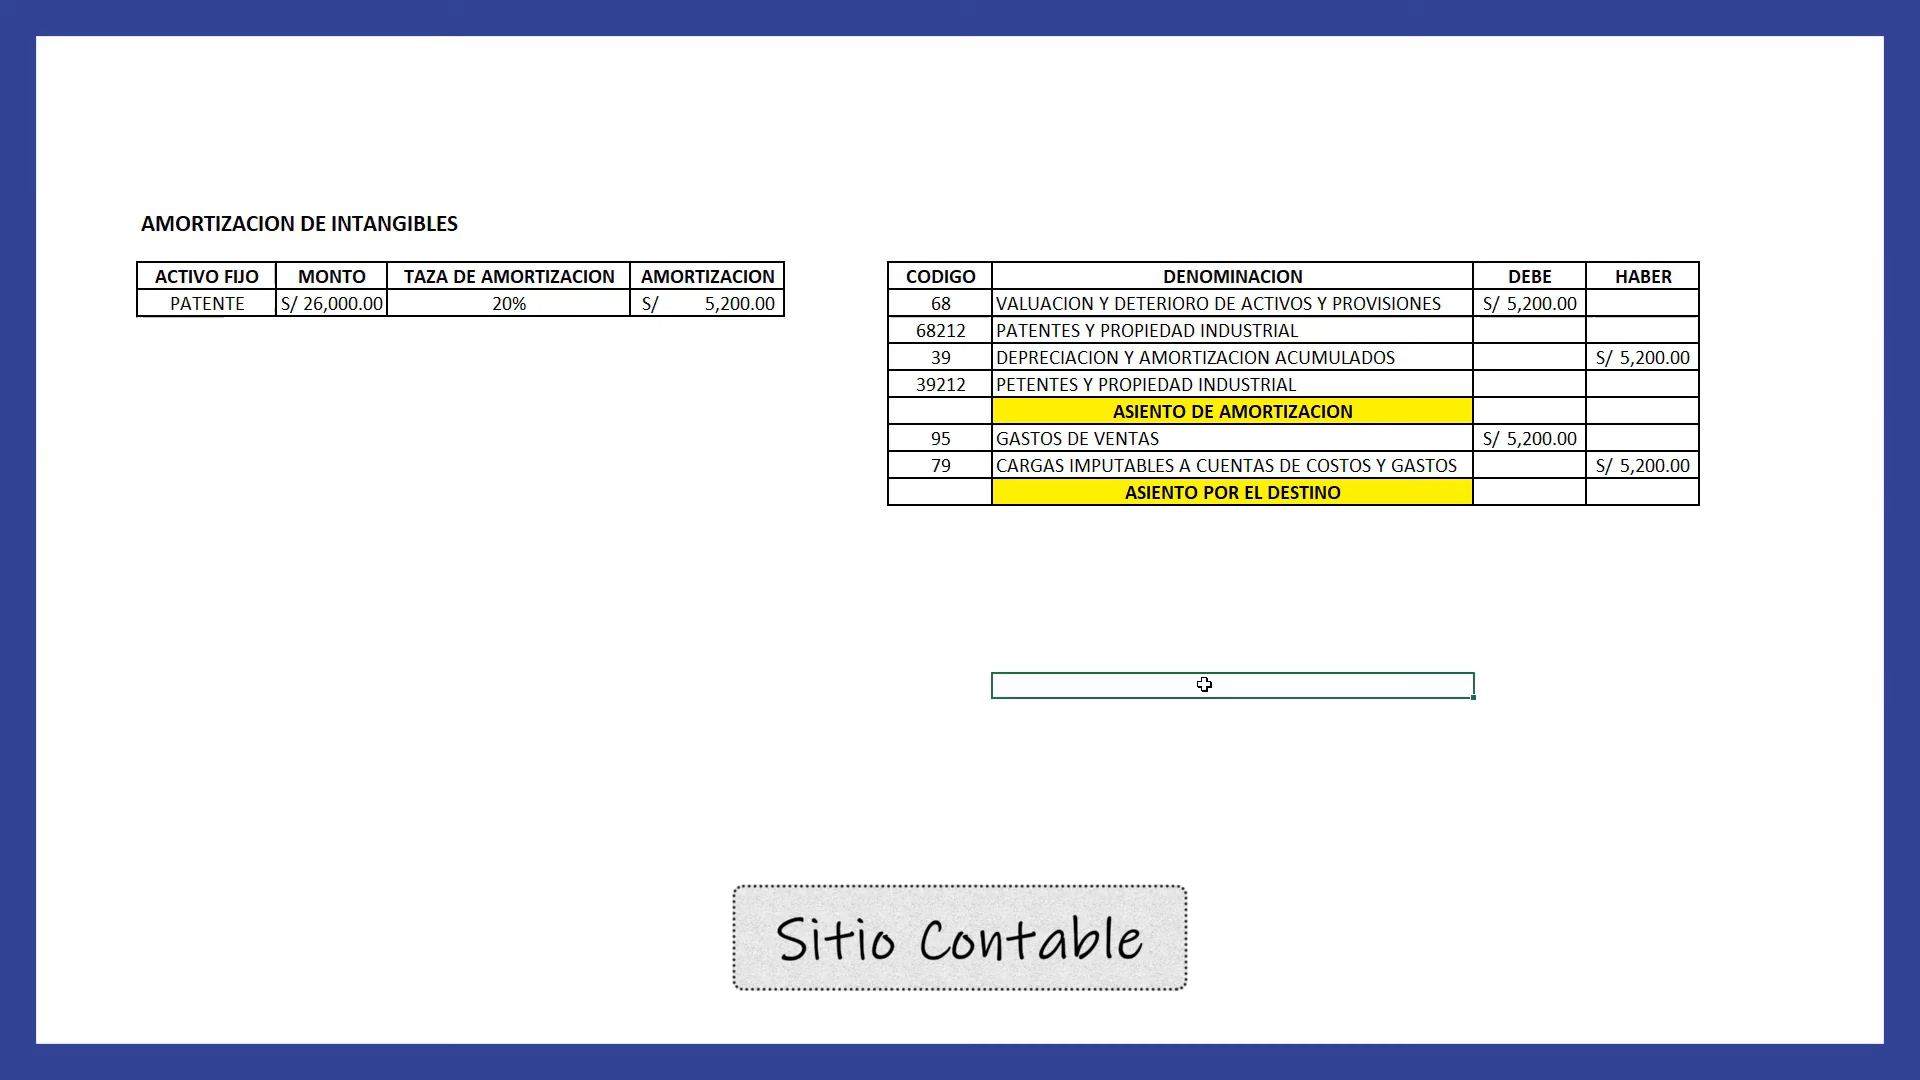 AMORTIZACION DE INTANGIBLES
ACTIVO FIJO MONTO TAZA DE AMORTIZACION AMORTIZACION
PATENTE S/ 26,000.00 20% S/ 5,200.00
CODIGO DENOMINACION DEBE HABER
68 VALUACION Y DETERIORO DE ACTIVOS Y PROVISIONES S/ 5,200.00
68212 PATENTES Y PROPIEDAD INDUSTRIAL
39 DEPRECIACION Y AMORTIZACION ACUMULADOS S/ 5,200.00
39212 PETENTES Y PROPIEDAD INDUSTRIAL
ASIENTO DE AMORTIZACION
95 GASTOS DE VENTAS S/ 5,200.00
79 CARGAS IMPUTABLES A CUENTAS DE COSTOS Y GASTOS S/ 5,200.00
ASIENTO POR EL DESTINO
Sitio Contable